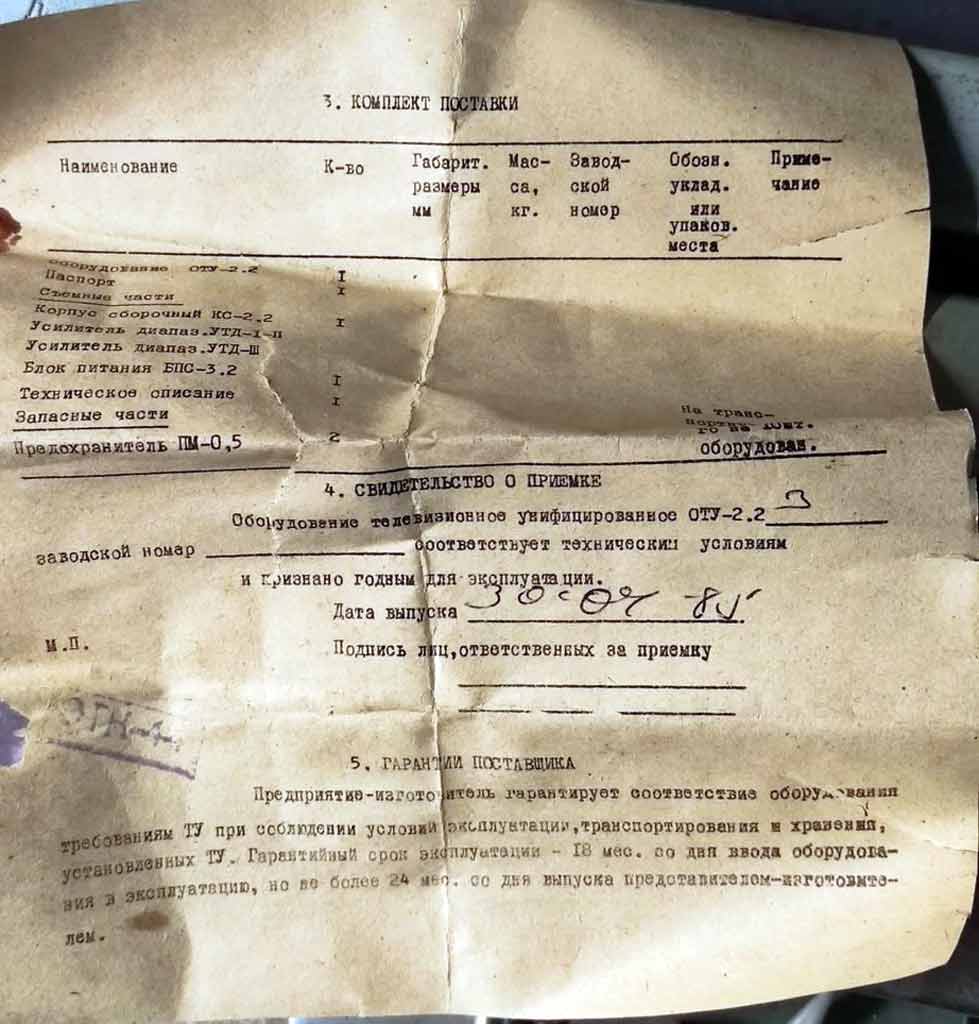 3. КОМПЛЕКТ ПОСТАВКИ
Наименование К-во Габарит. размеры мм Мас-са, кг. Завод-ской номер Обозн. уклад. или упаков. места Приме-чание
оборудование ОТУ-2.2 I
Паспорт I
Съемные части
Корпус сборочный КС-2.2 I
Усилитель диапаз.УТД-I-П
Усилитель диапаз.УТД-Ш
Блок питания БПС-3.2 I
Техническое описание I
Запасные части
Предохранитель ПМ-0,5 2 На транс-
оборудован.
4. СВИДЕТЕЛЬСТВО О ПРИЕМКЕ
Оборудование телевизионное унифицированное ОТУ-2.2 3
заводской номер соответствует техническим условиям
и признано годным для эксплуатации.
Дата выпуска 30.04 85
М.П. Подпись лиц,ответственных за приемку
5. ГАРАНТИИ ПОСТАВЩИКА
Предприятие-изготовитель гарантирует соответствие оборудования
требованиям ТУ при соблюдении условий эксплуатации,транспортирования и хранения,
установленных ТУ. Гарантийный срок эксплуатации - 18 мес. со дня ввода оборудова-
ния в эксплуатацию, но не более 24 мес. со дня выпуска представителем-изготовите-
лем.